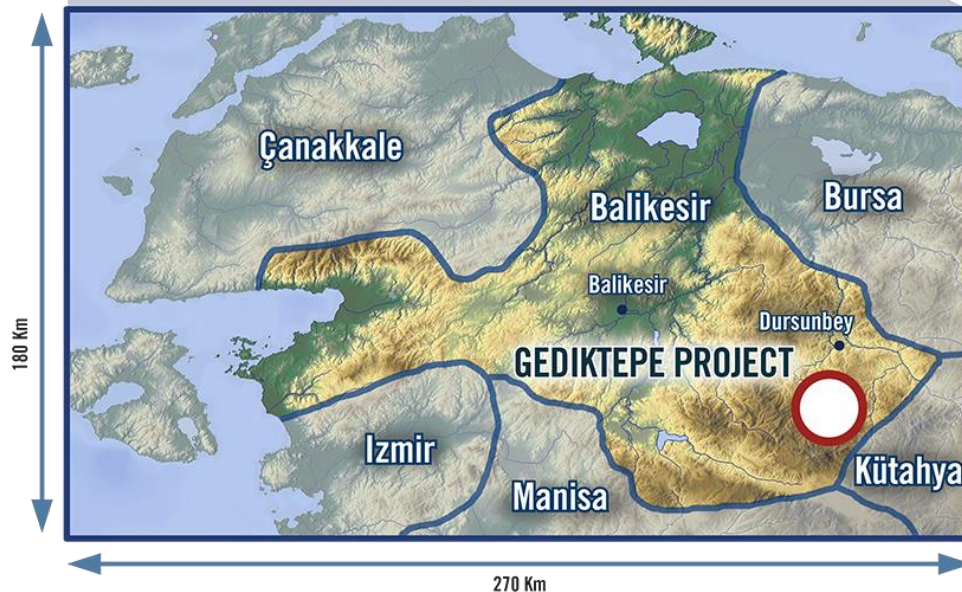 Çanakkale
Balikesir
Bursa
Balikesir
Dursunbey
GEDIKTEPE PROJECT
Izmir
Manisa
Kütahya
180 Km
270 Km